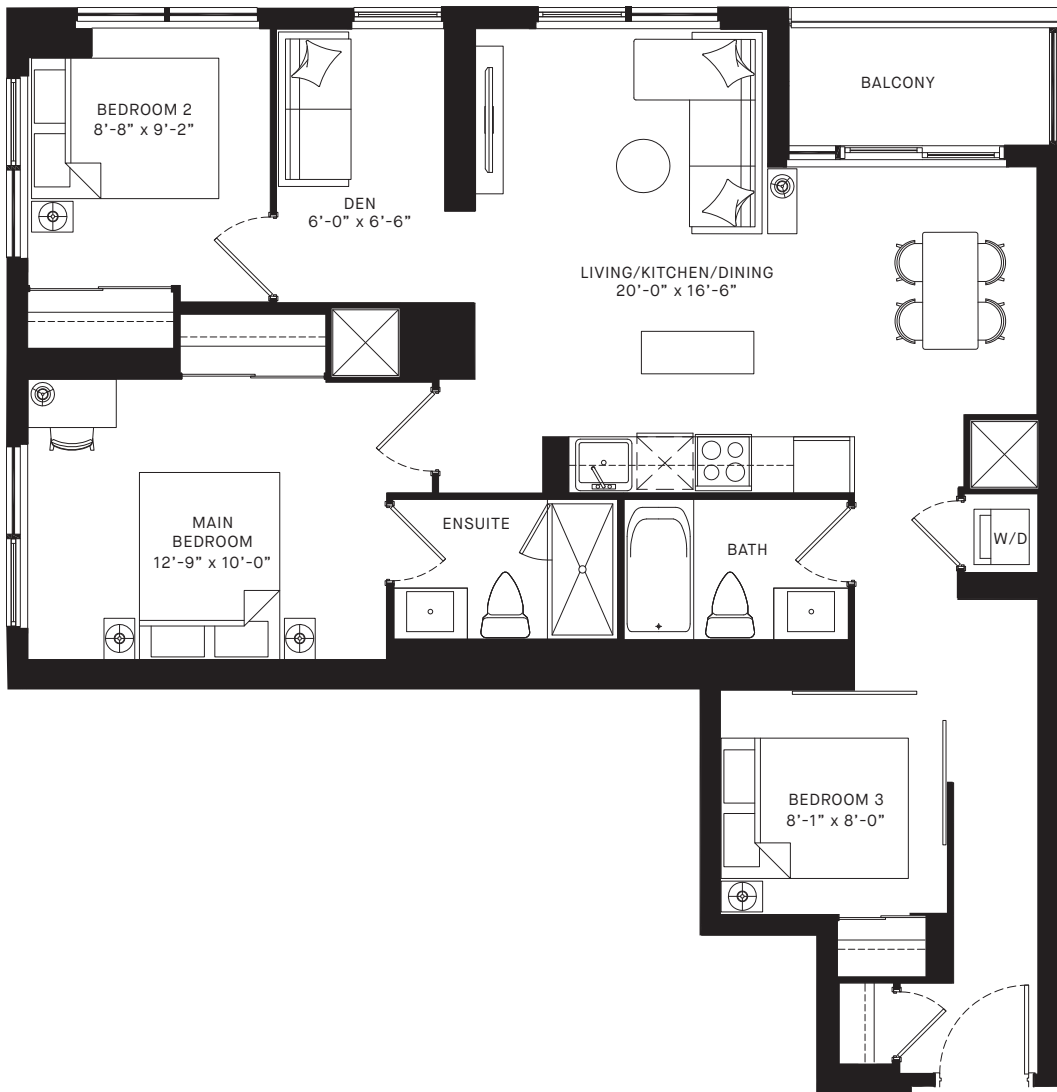 BALCONY
BEDROOM 2
8’-8” x 9’-2”
DEN
6’-0” x 6’-6”
LIVING/KITCHEN/DINING
20’-0” x 16’-6”
MAIN
BEDROOM
12’-9” x 10’-0”
ENSUITE
BATH
W/D
BEDROOM 3
8’-1” x 8’-0”